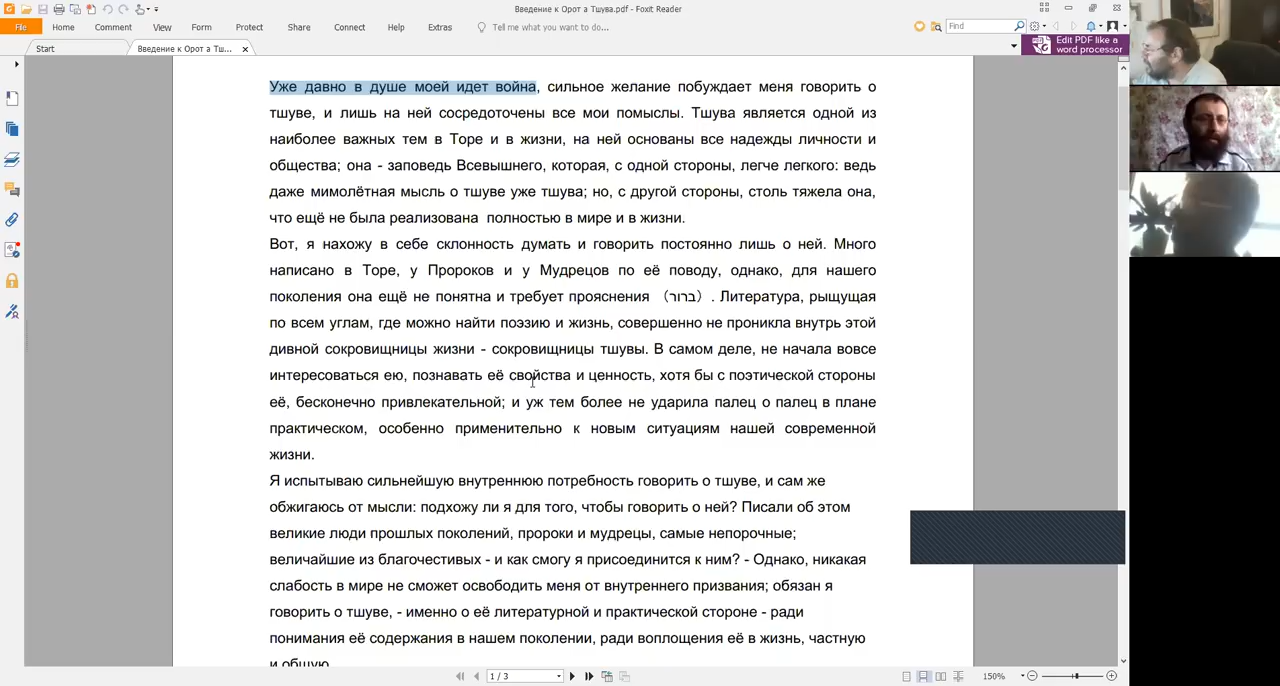 Введение к Орот а Тшува.pdf - Foxit Reader
File Home Comment View Form Protect Share Connect Help Extras Tell me what you want to do... Find
Start Введение к Орот а Тш... Edit PDF like a
word processor
Уже давно в душе моей идет война, сильное желание побуждает меня говорить о
тшуве, и лишь на ней сосредоточены все мои помыслы. Тшува является одной из
наиболее важных тем в Торе и в жизни, на ней основаны все надежды личности и
общества; она - заповедь Всевышнего, которая, с одной стороны, легче легкого: ведь
даже мимолётная мысль о тшуве уже тшува; но, с другой стороны, столь тяжела она,
что ещё не была реализована полностью в мире и в жизни.
Вот, я нахожу в себе склонность думать и говорить постоянно лишь о ней. Много
написано в Торе, у Пророков и у Мудрецов по её поводу, однако, для нашего
поколения она ещё не понятна и требует прояснения (ברור) . Литература, рыщущая
по всем углам, где можно найти поэзию и жизнь, совершенно не проникла внутрь этой
дивной сокровищницы жизни - сокровищницы тшувы. В самом деле, не начала вовсе
интересоваться ею, познавать её свойства и ценность, хотя бы с поэтической стороны
её, бесконечно привлекательной; и уж тем более не ударила палец о палец в плане
практическом, особенно применительно к новым ситуациям нашей современной
жизни.
Я испытываю сильнейшую внутреннюю потребность говорить о тшуве, и сам же
обжигаюсь от мысли: подхожу ли я для того, чтобы говорить о ней? Писали об этом
великие люди прошлых поколений, пророки и мудрецы, самые непорочные;
величайшие из благочестивых - и как смогу я присоединится к ним? - Однако, никакая
слабость в мире не сможет освободить меня от внутреннего призвания; обязан я
говорить о тшуве, - именно о её литературной и практической стороне - ради
понимания её содержания в нашем поколении, ради воплощения её в жизнь, частную
и общую
1 / 3 150%